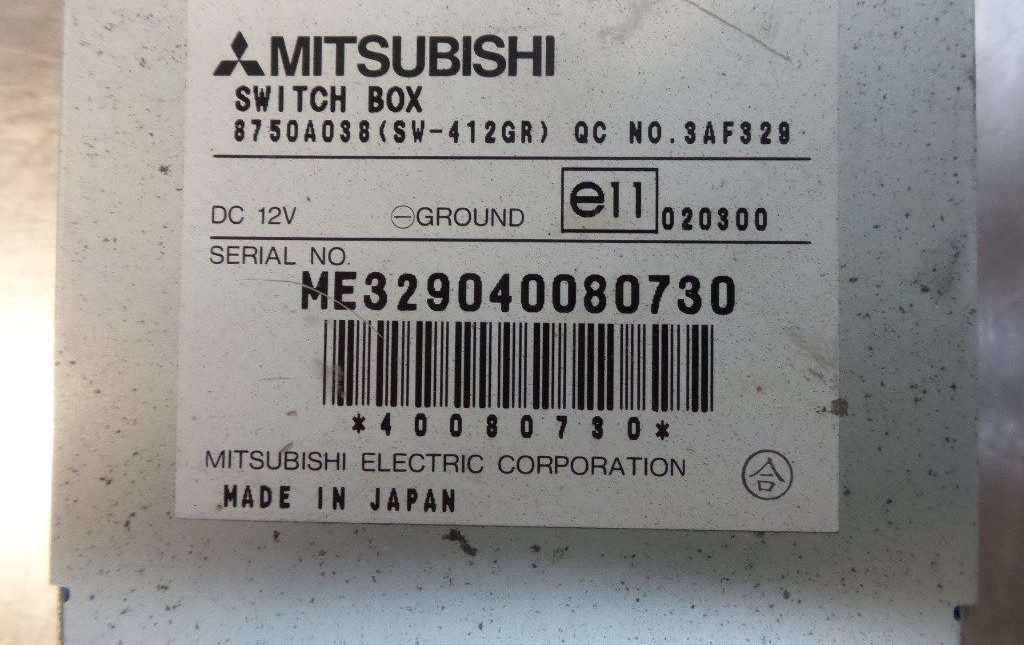 MITSUBISHI
SWITCH BOX
8750A038(SW-412GR) QC NO.3AF329
DC 12V ⊖GROUND e11 020300
SERIAL NO.
ME329040080730
*40080730*
MITSUBISHI ELECTRIC CORPORATION 合
MADE IN JAPAN